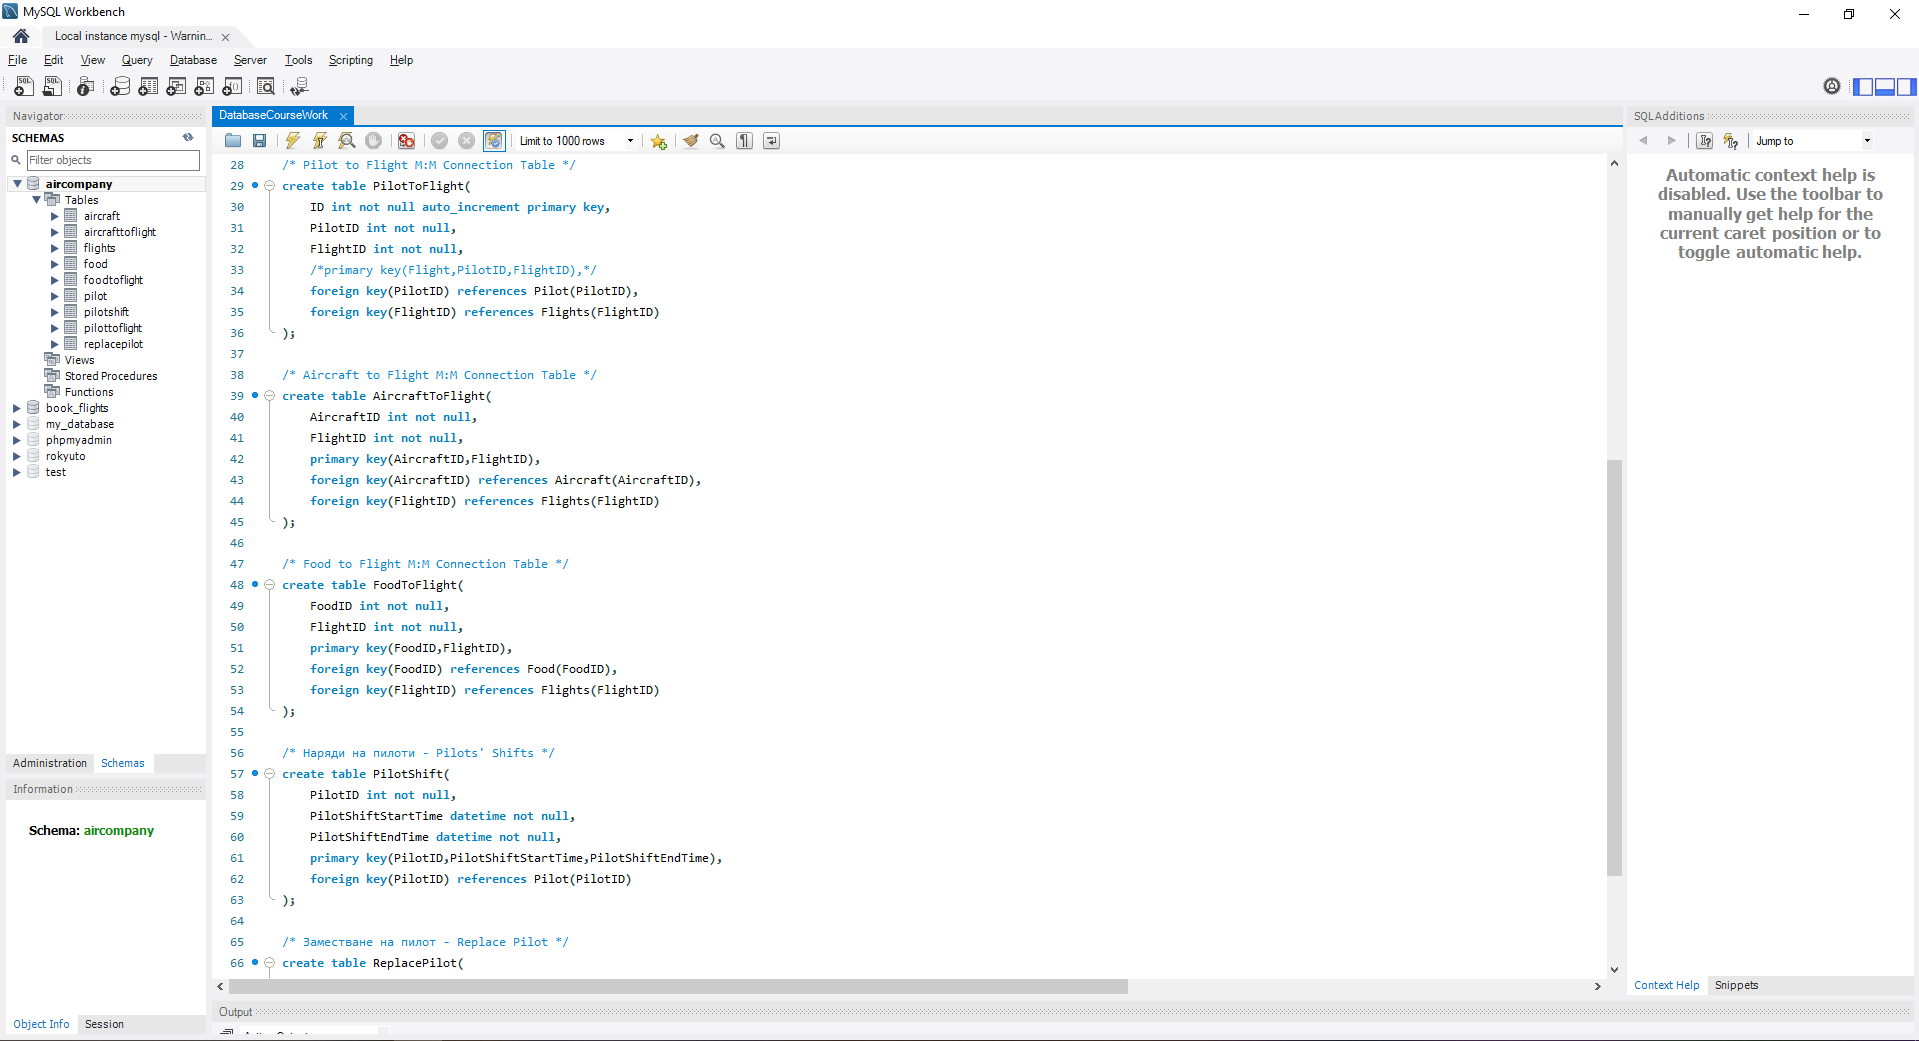 MySQL Workbench
Local instance mysql - Warnin...
File Edit View Query Database Server Tools Scripting Help
Navigator
SCHEMAS
Filter objects
aircompany
Tables
aircraft
aircrafttoflight
flights
food
foodtoflight
pilot
pilotshift
pilottoflight
replacepilot
Views
Stored Procedures
Functions
book_flights
my_database
phpmyadmin
rokyuto
test
Administration Schemas
Information
Schema: aircompany
Object Info Session
DatabaseCourseWork
Limit to 1000 rows
28 /* Pilot to Flight M:M Connection Table */
29 create table PilotToFlight(
30 ID int not null auto_increment primary key,
31 PilotID int not null,
32 FlightID int not null,
33 /*primary key(Flight,PilotID,FlightID),*/
34 foreign key(PilotID) references Pilot(PilotID),
35 foreign key(FlightID) references Flights(FlightID)
36 );
37
38 /* Aircraft to Flight M:M Connection Table */
39 create table AircraftToFlight(
40 AircraftID int not null,
41 FlightID int not null,
42 primary key(AircraftID,FlightID),
43 foreign key(AircraftID) references Aircraft(AircraftID),
44 foreign key(FlightID) references Flights(FlightID)
45 );
46
47 /* Food to Flight M:M Connection Table */
48 create table FoodToFlight(
49 FoodID int not null,
50 FlightID int not null,
51 primary key(FoodID,FlightID),
52 foreign key(FoodID) references Food(FoodID),
53 foreign key(FlightID) references Flights(FlightID)
54 );
55
56 /* Наряди на пилоти - Pilots' Shifts */
57 create table PilotShift(
58 PilotID int not null,
59 PilotShiftStartTime datetime not null,
60 PilotShiftEndTime datetime not null,
61 primary key(PilotID,PilotShiftStartTime,PilotShiftEndTime),
62 foreign key(PilotID) references Pilot(PilotID)
63 );
64
65 /* Заместване на пилот - Replace Pilot */
66 create table ReplacePilot(
Output
SQLAdditions
Jump to
Automatic context help is
disabled. Use the toolbar to
manually get help for the
current caret position or to
toggle automatic help.
Context Help Snippets